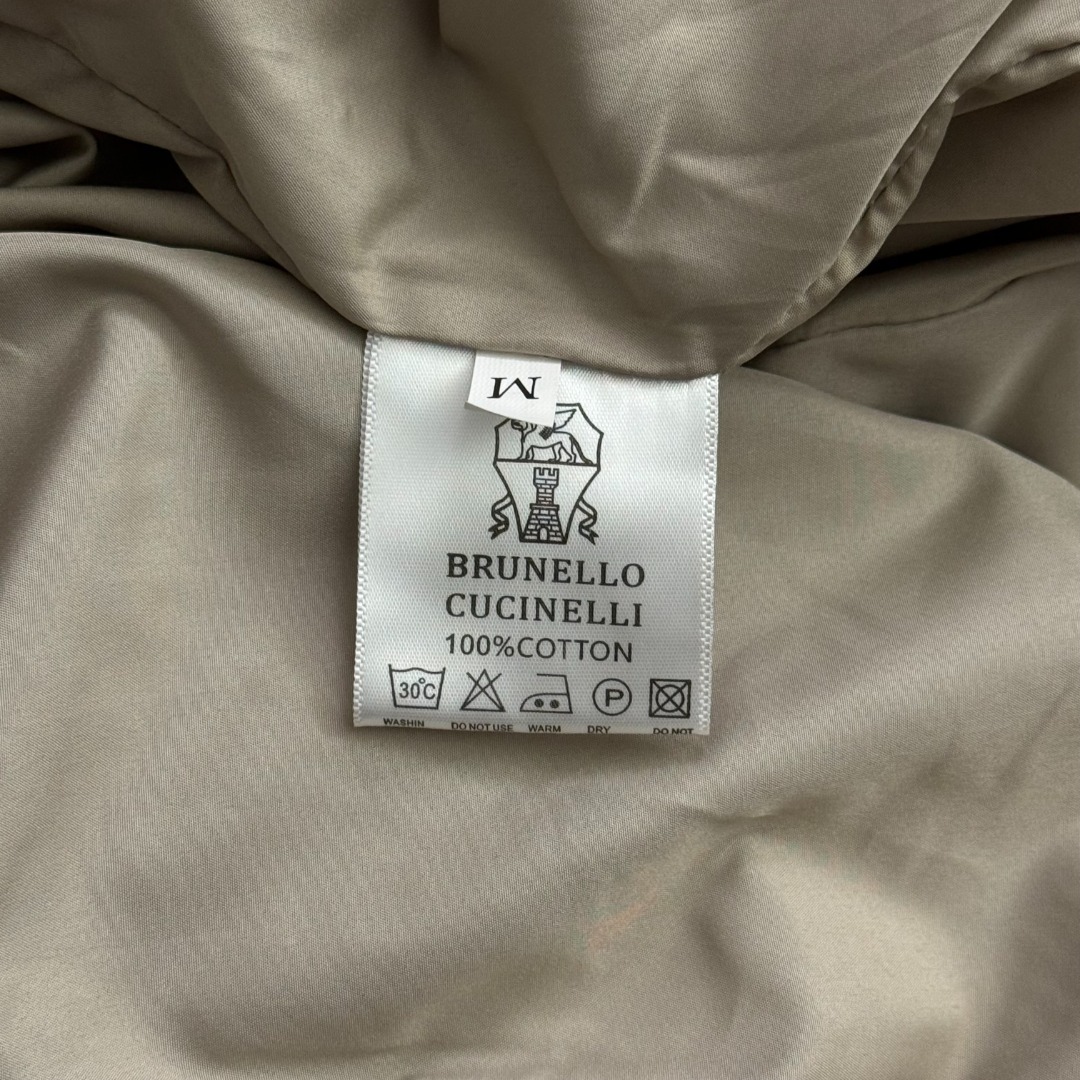 M
BRUNELLO
CUCINELLI
100%COTTON
30°C P
WASHIN DO NOT USE WARM DRY DO NOT